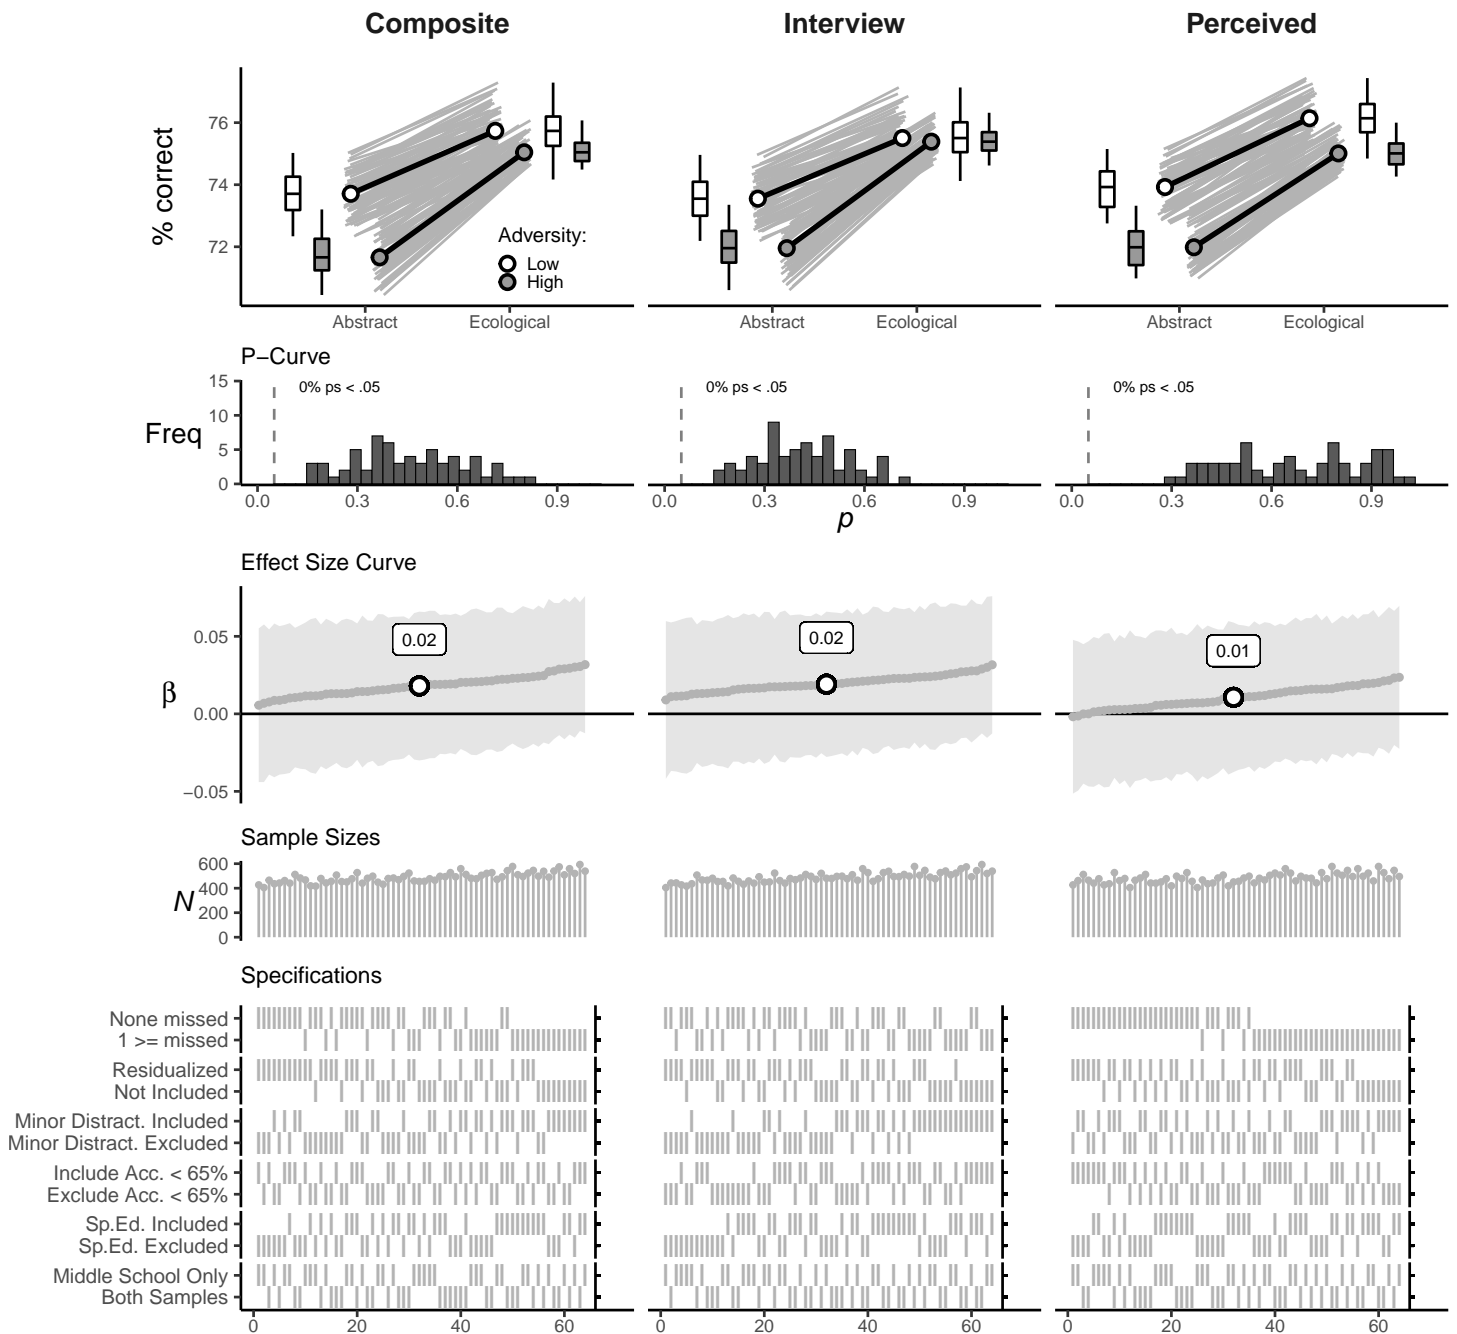 Composite Interview Perceived
% correct
76
74
72
Adversity:
Low
High
Abstract Ecological Abstract Ecological Abstract Ecological
P−Curve
Freq
15
10
5
0
0% ps < .05 0% ps < .05 0% ps < .05
0.0 0.3 0.6 0.9 0.0 0.3 0.6 0.9 0.0 0.3 0.6 0.9
p
Effect Size Curve
β
0.05
0.00
−0.05
0.02 0.02 0.01
Sample Sizes
N
600
400
200
0
Specifications
None missed
1 >= missed
Residualized
Not Included
Minor Distract. Included
Minor Distract. Excluded
Include Acc. < 65%
Exclude Acc. < 65%
Sp.Ed. Included
Sp.Ed. Excluded
Middle School Only
Both Samples
0 20 40 60 0 20 40 60 0 20 40 60